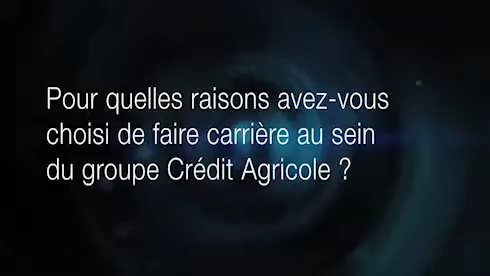 Pour quelles raisons avez-vous
choisi de faire carrière au sein
du groupe Crédit Agricole ?